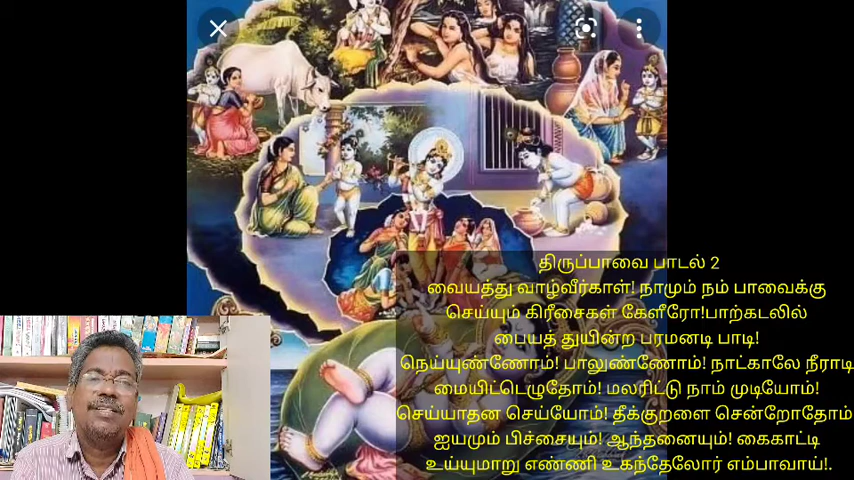 திருப்பாவை பாடல் 2
வையத்து வாழ்வீர்காள்! நாமும் நம் பாவைக்கு
செய்யும் கிரீசைகள் கேளீரோ!பாற்கடலில்
பையத் துயின்ற பரமனடி பாடி!
நெய்யுண்ணோம்! பாலுண்ணோம்! நாட்காலே நீராடி
மையிட்டெழுதோம்! மலரிட்டு நாம் முடியோம்!
செய்யாதன செய்யோம்! தீக்குறளை சென்றோதோம்
ஐயமும் பிச்சையும்! ஆந்தனையும்! கைகாட்டி
உய்யுமாறு எண்ணி உகந்தேலோர் எம்பாவாய்!.